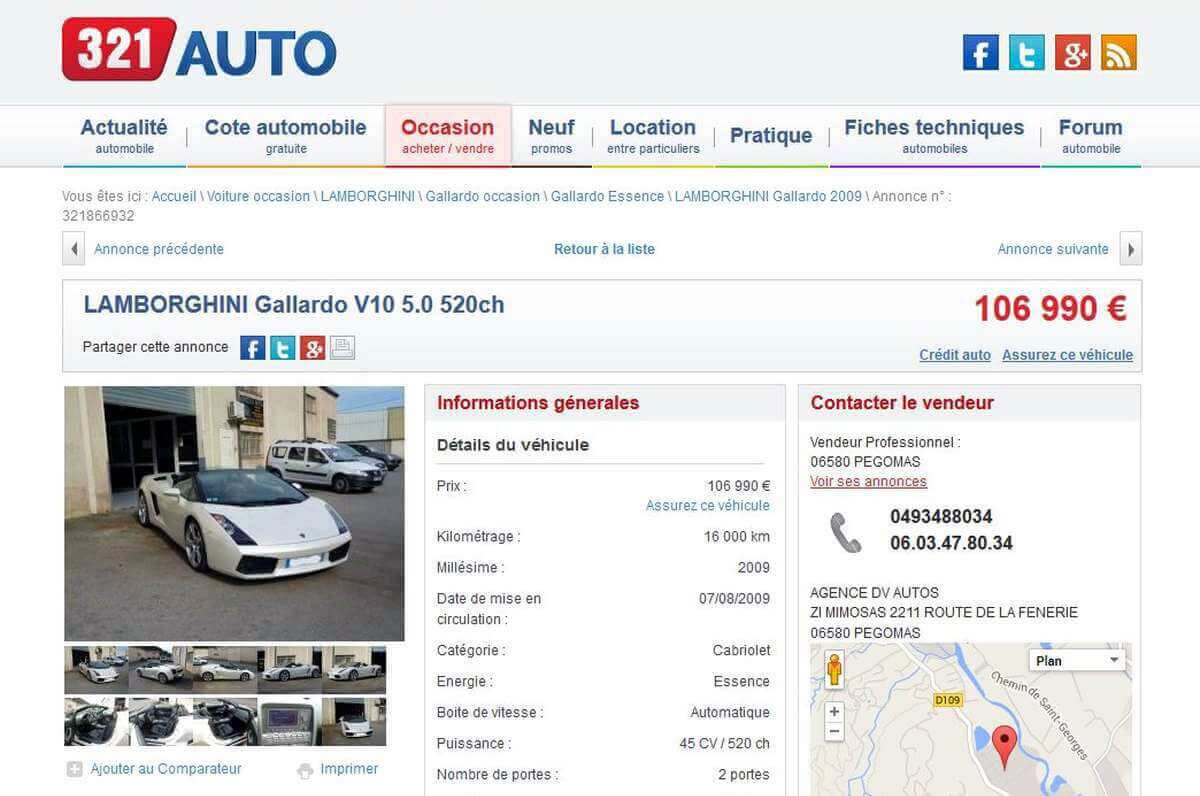 321 AUTO
Actualité
automobile
Cote automobile
gratuite
Occasion
acheter / vendre
Neuf
promos
Location
entre particuliers
Pratique
Fiches techniques
automobiles
Forum
automobile
Vous êtes ici : Accueil \ Voiture occasion \ LAMBORGHINI \ Gallardo occasion \ Gallardo Essence \ LAMBORGHINI Gallardo 2009 \ Annonce n° :
321866932
Annonce précédente
Retour à la liste
Annonce suivante
LAMBORGHINI Gallardo V10 5.0 520ch
106 990 €
Partager cette annonce
Crédit auto Assurez ce véhicule
Informations génerales
Détails du véhicule
Prix : 106 990 €
Assurez ce véhicule
Kilométrage : 16 000 km
Millésime : 2009
Date de mise en 07/08/2009
circulation :
Catégorie : Cabriolet
Energie : Essence
Boite de vitesse : Automatique
Puissance : 45 CV / 520 ch
Nombre de portes : 2 portes
Contacter le vendeur
Vendeur Professionnel :
06580 PEGOMAS
Voir ses annonces
0493488034
06.03.47.80.34
AGENCE DV AUTOS
ZI MIMOSAS 2211 ROUTE DE LA FENERIE
06580 PEGOMAS
Plan
D109
Chemin de Saint-Georges
Ajouter au Comparateur
Imprimer